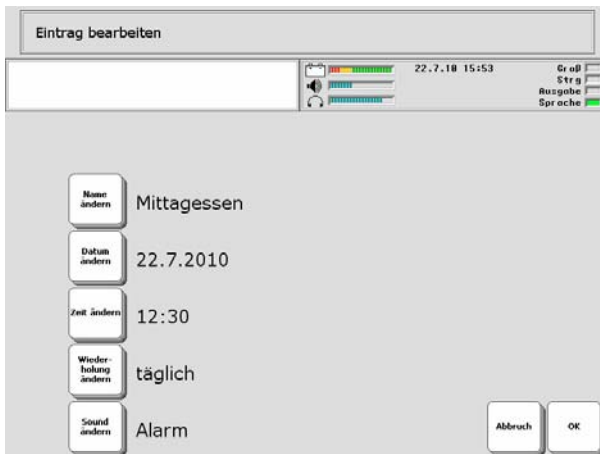 Eintrag bearbeiten
22.7.10 15:53
Groß
Strg
Ausgabe
Sprache
Name
ändern
Mittagessen
Datum
ändern
22.7.2010
Zeit ändern
12:30
Wieder-
holung
ändern
täglich
Sound
ändern
Alarm
Abbruch
OK